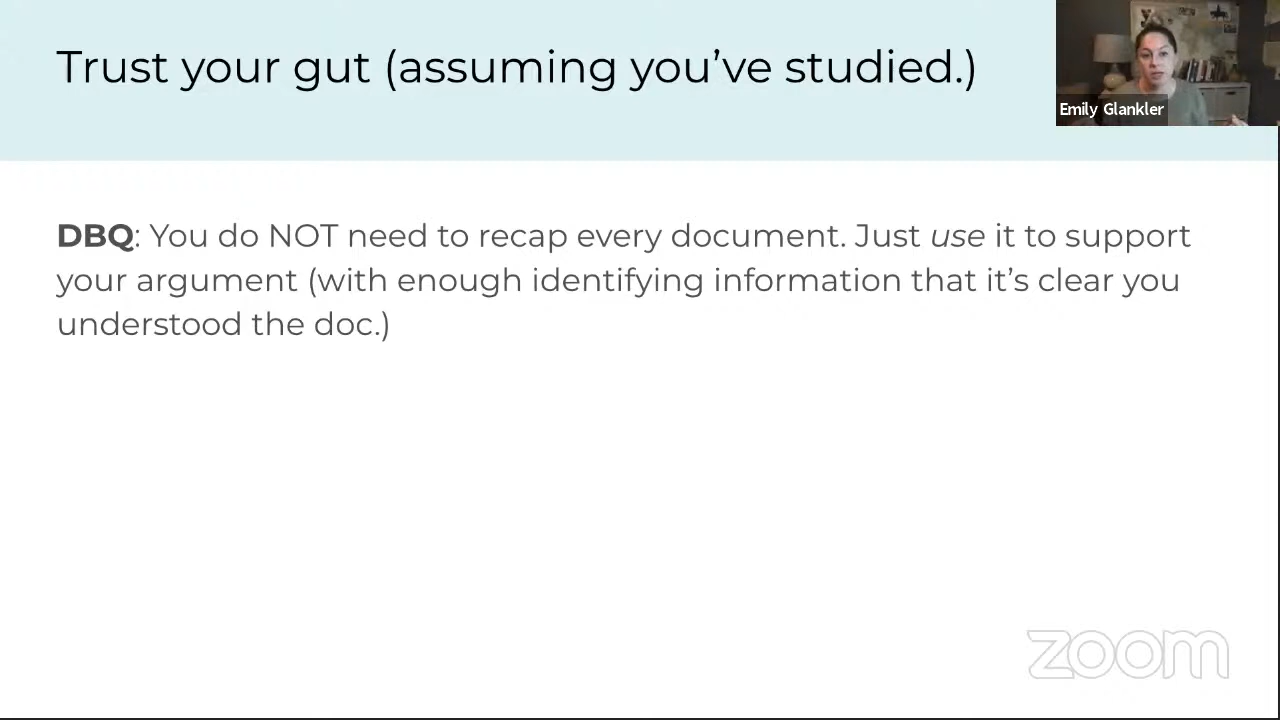 Trust your gut (assuming you’ve studied.)
Emily Glankler
DBQ: You do NOT need to recap every document. Just use it to support
your argument (with enough identifying information that it’s clear you
understood the doc.)
zoom